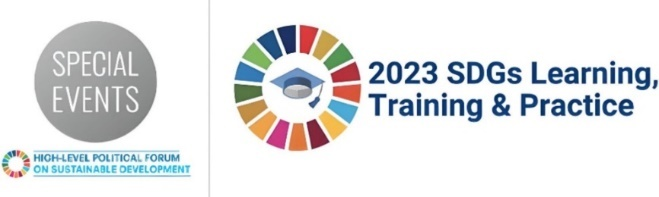 SPECIAL
EVENTS
HIGH-LEVEL POLITICAL FORUM
ON SUSTAINABLE DEVELOPMENT
2023 SDGs Learning,
Training & Practice